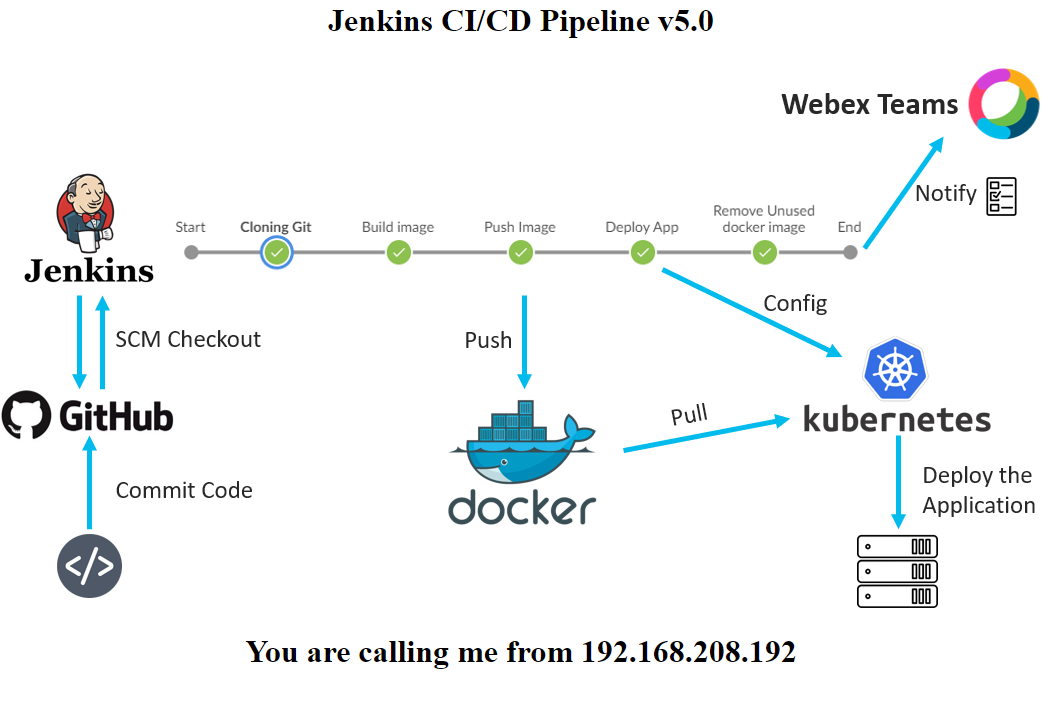 Jenkins CI/CD Pipeline v5.0
Webex Teams
Notify
Start
Cloning Git
Build image
Push Image
Deploy App
Remove Unused
docker image
End
Jenkins
SCM Checkout
Push
Config
GitHub
Pull
kubernetes
Commit Code
docker
Deploy the
Application
</>
You are calling me from 192.168.208.192